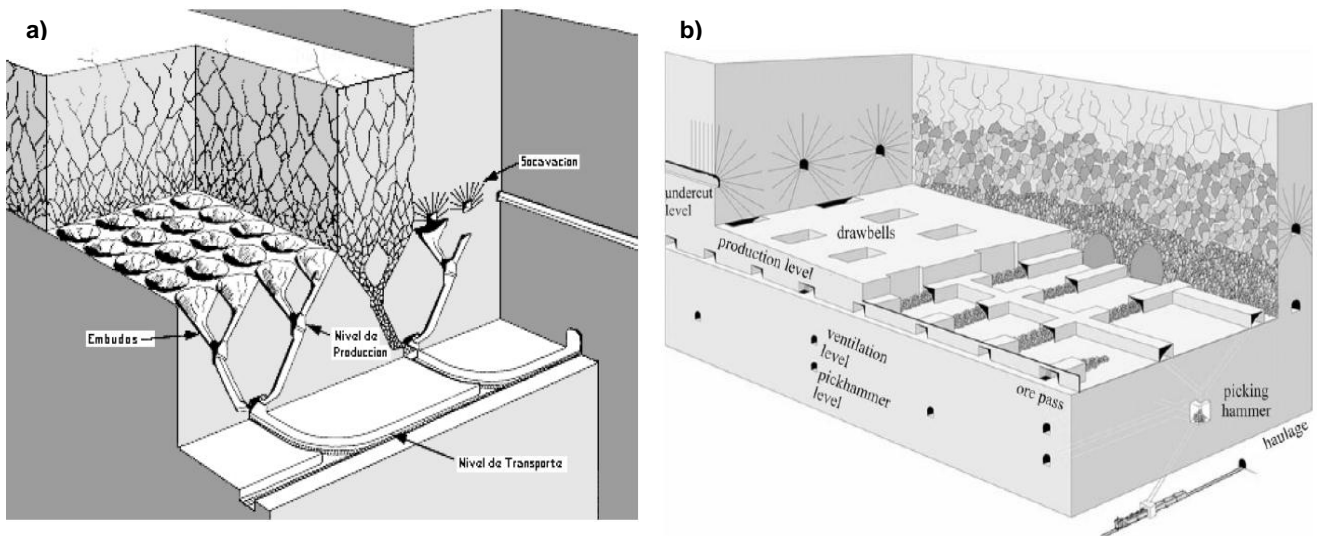 a)
Socavacion
Embudos
Nivel de
Produccion
Nivel de Transporte
b)
undercut
level
drawbells
production level
ventilation
level
pickhammer
level
ore pass
picking
hammer
haulage